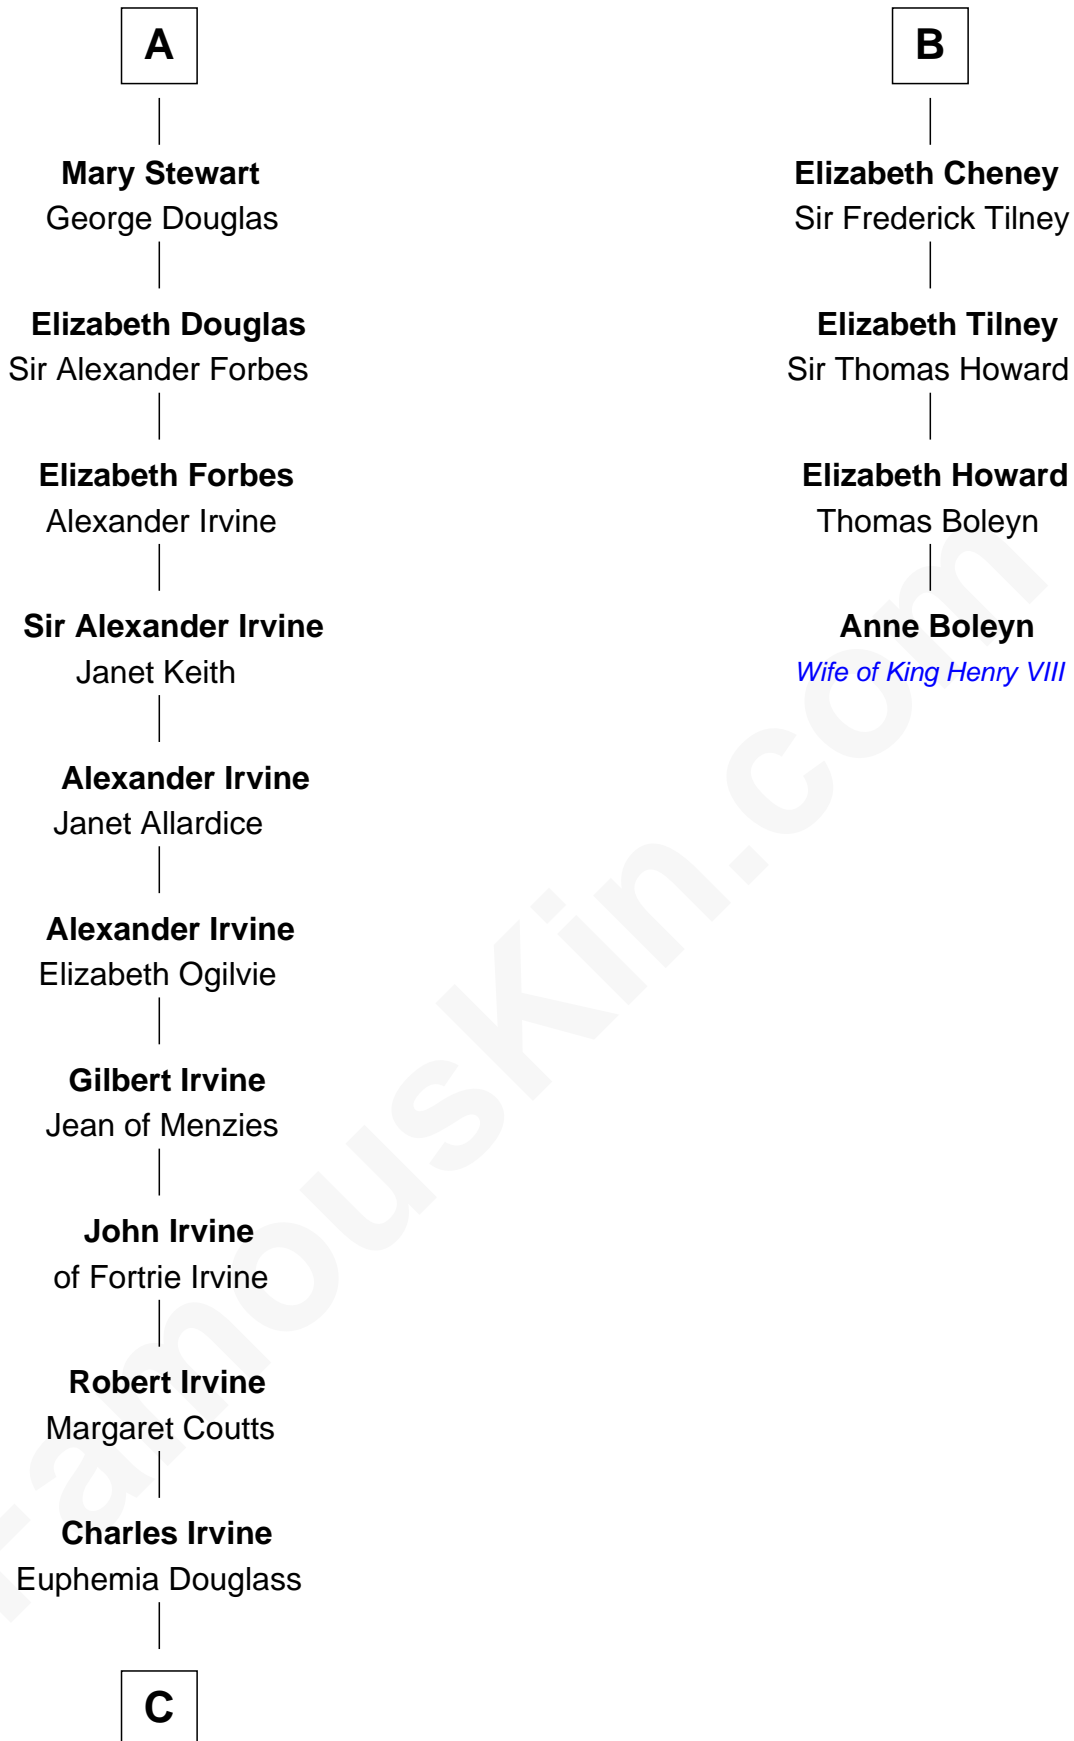 A
Mary Stewart
George Douglas
Elizabeth Douglas
Sir Alexander Forbes
Elizabeth Forbes
Alexander Irvine
Sir Alexander Irvine
Janet Keith
Alexander Irvine
Janet Allardice
Alexander Irvine
Elizabeth Ogilvie
Gilbert Irvine
Jean of Menzies
John Irvine
of Fortrie Irvine
Robert Irvine
Margaret Coutts
Charles Irvine
Euphemia Douglass
C
B
Elizabeth Cheney
Sir Frederick Tilney
Elizabeth Tilney
Sir Thomas Howard
Elizabeth Howard
Thomas Boleyn
Anne Boleyn
Wife of King Henry VIII
FamousKin.com